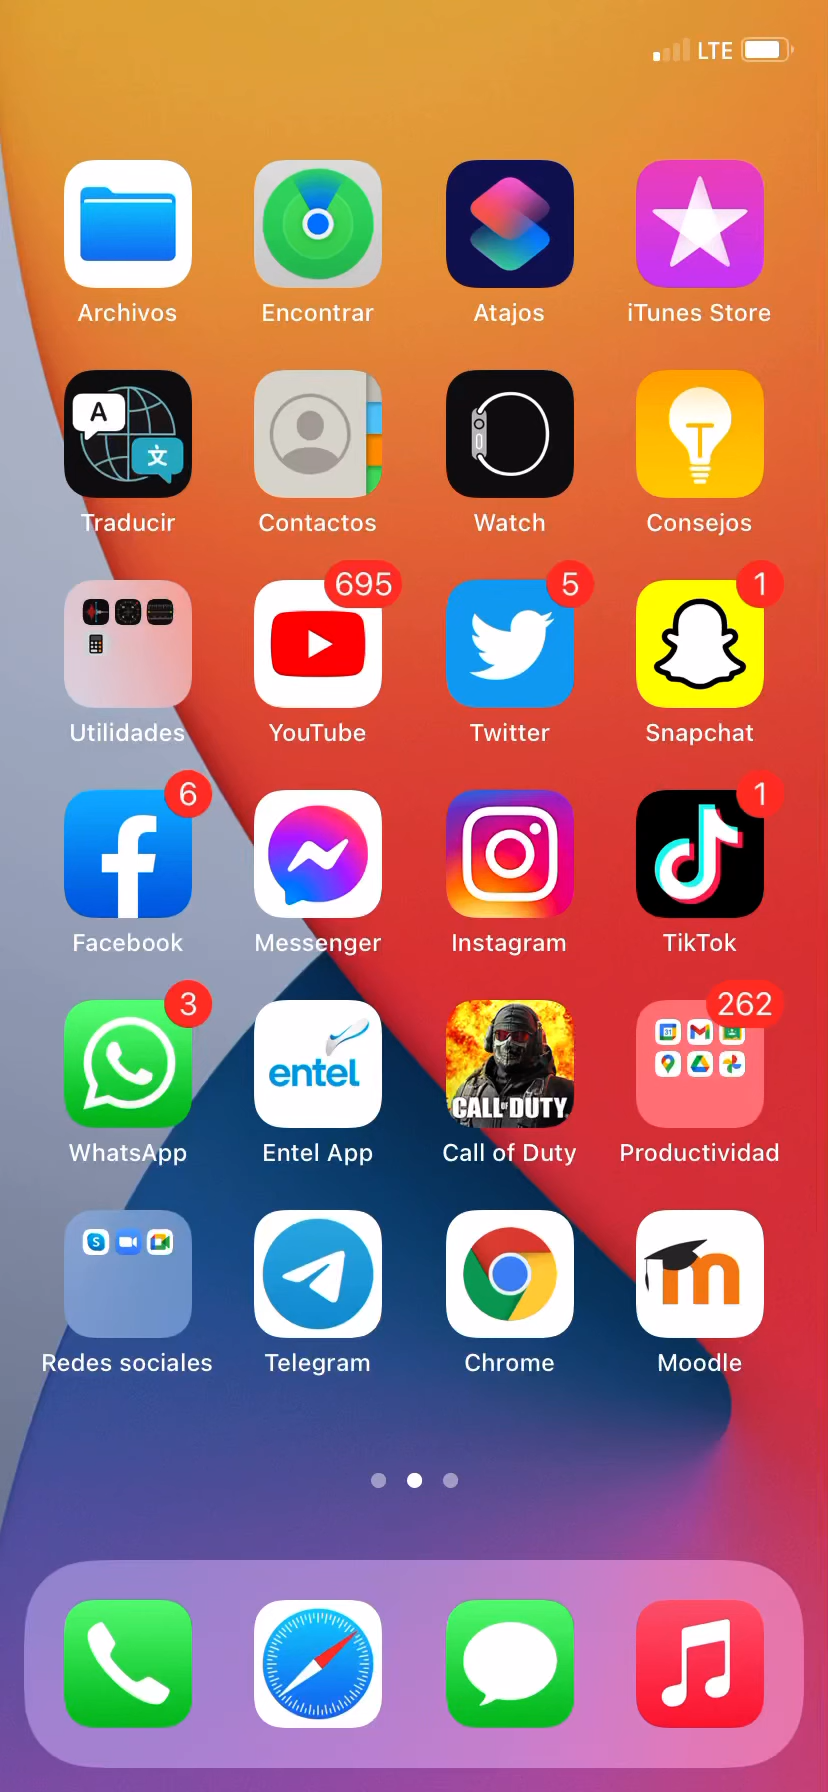 LTE
Archivos Encontrar Atajos iTunes Store
A 文
Traducir Contactos Watch Consejos
695 5 1
Utilidades YouTube Twitter Snapchat
6 1
Facebook Messenger Instagram TikTok
3 262
entel
CALL OF DUTY
WhatsApp Entel App Call of Duty Productividad
S
m
Redes sociales Telegram Chrome Moodle